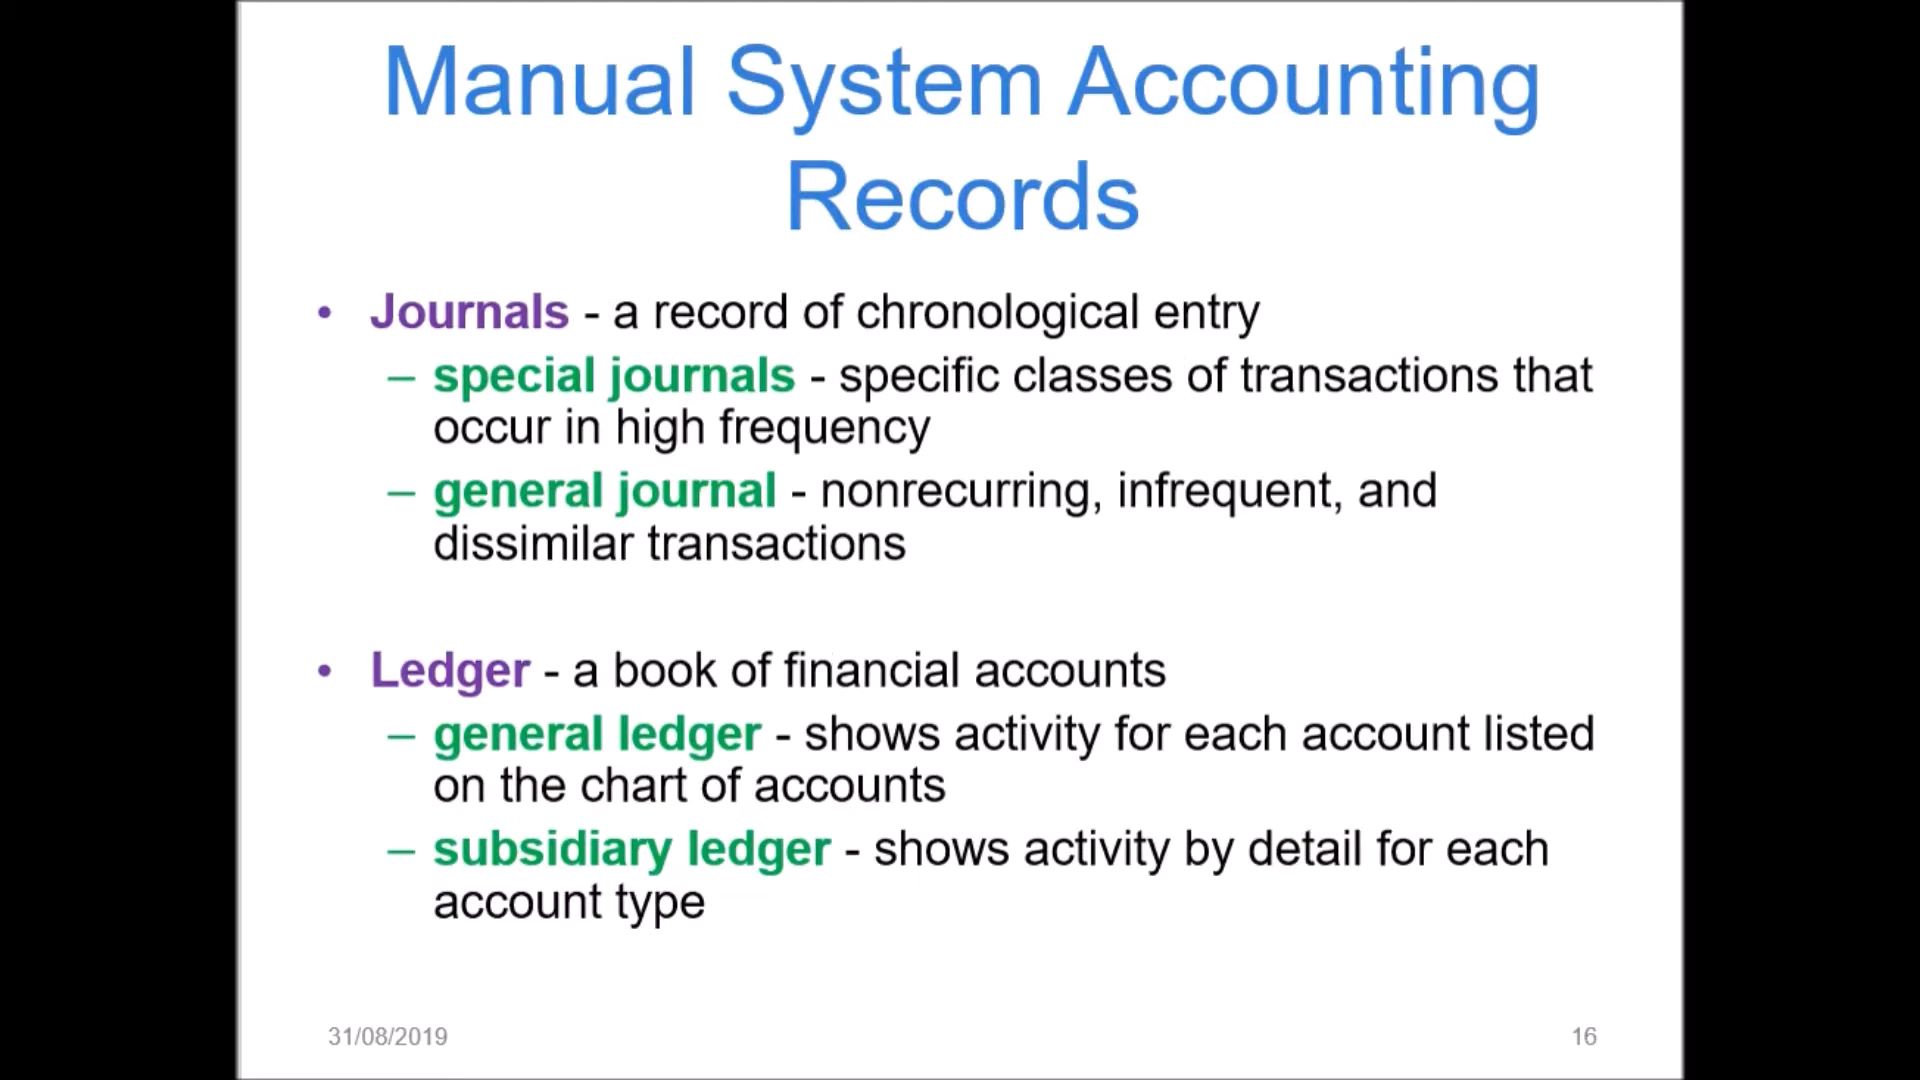 Manual System Accounting
Records
• Journals - a record of chronological entry
– special journals - specific classes of transactions that
occur in high frequency
– general journal - nonrecurring, infrequent, and
dissimilar transactions
• Ledger - a book of financial accounts
– general ledger - shows activity for each account listed
on the chart of accounts
– subsidiary ledger - shows activity by detail for each
account type
31/08/2019
16